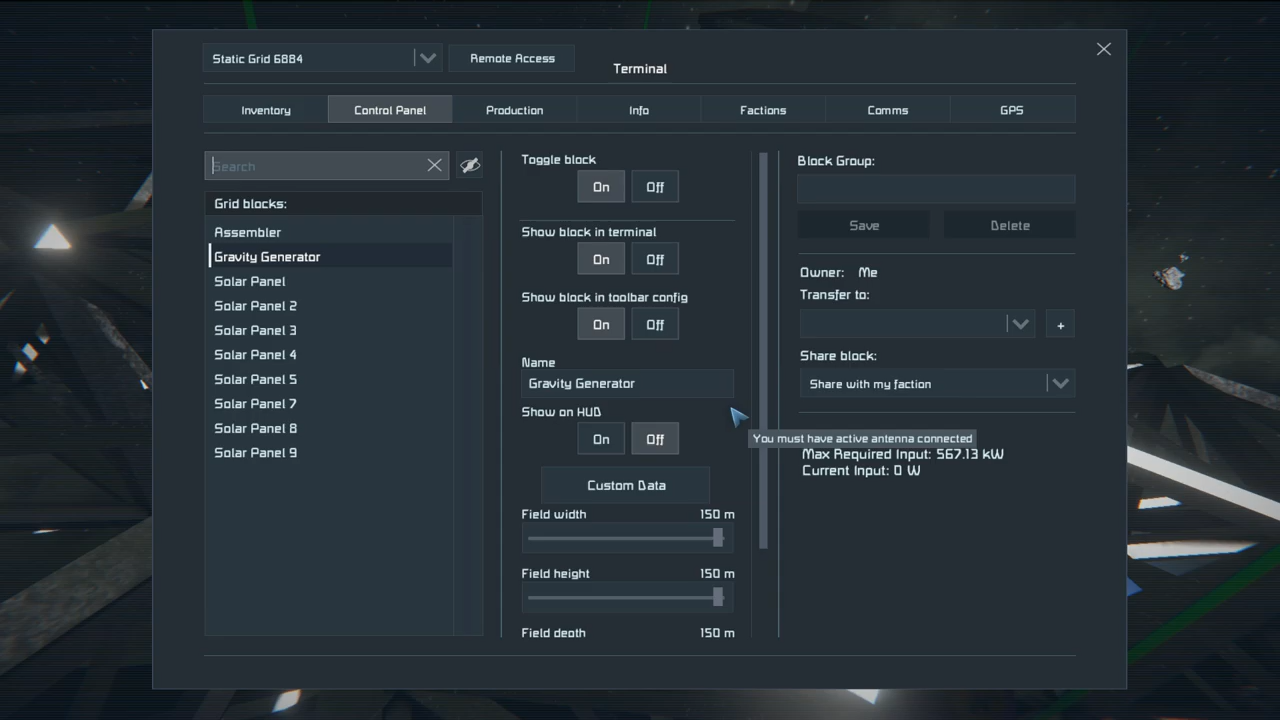 Static Grid 6884
Remote Access
Terminal
Inventory
Control Panel
Production
Info
Factions
Comms
GPS
Search
Grid blocks:
Assembler
Gravity Generator
Solar Panel
Solar Panel 2
Solar Panel 3
Solar Panel 4
Solar Panel 5
Solar Panel 7
Solar Panel 8
Solar Panel 9
Toggle block
On Off
Show block in terminal
On Off
Show block in toolbar config
On Off
Name
Gravity Generator
Show on HUD
On Off
Custom Data
Field width 150 m
Field height 150 m
Field depth 150 m
Block Group:
Save Delete
Owner: Me
Transfer to:
+
Share block:
Share with my faction
You must have active antenna connected
Max Required Input: 567.13 kW
Current Input: 0 W